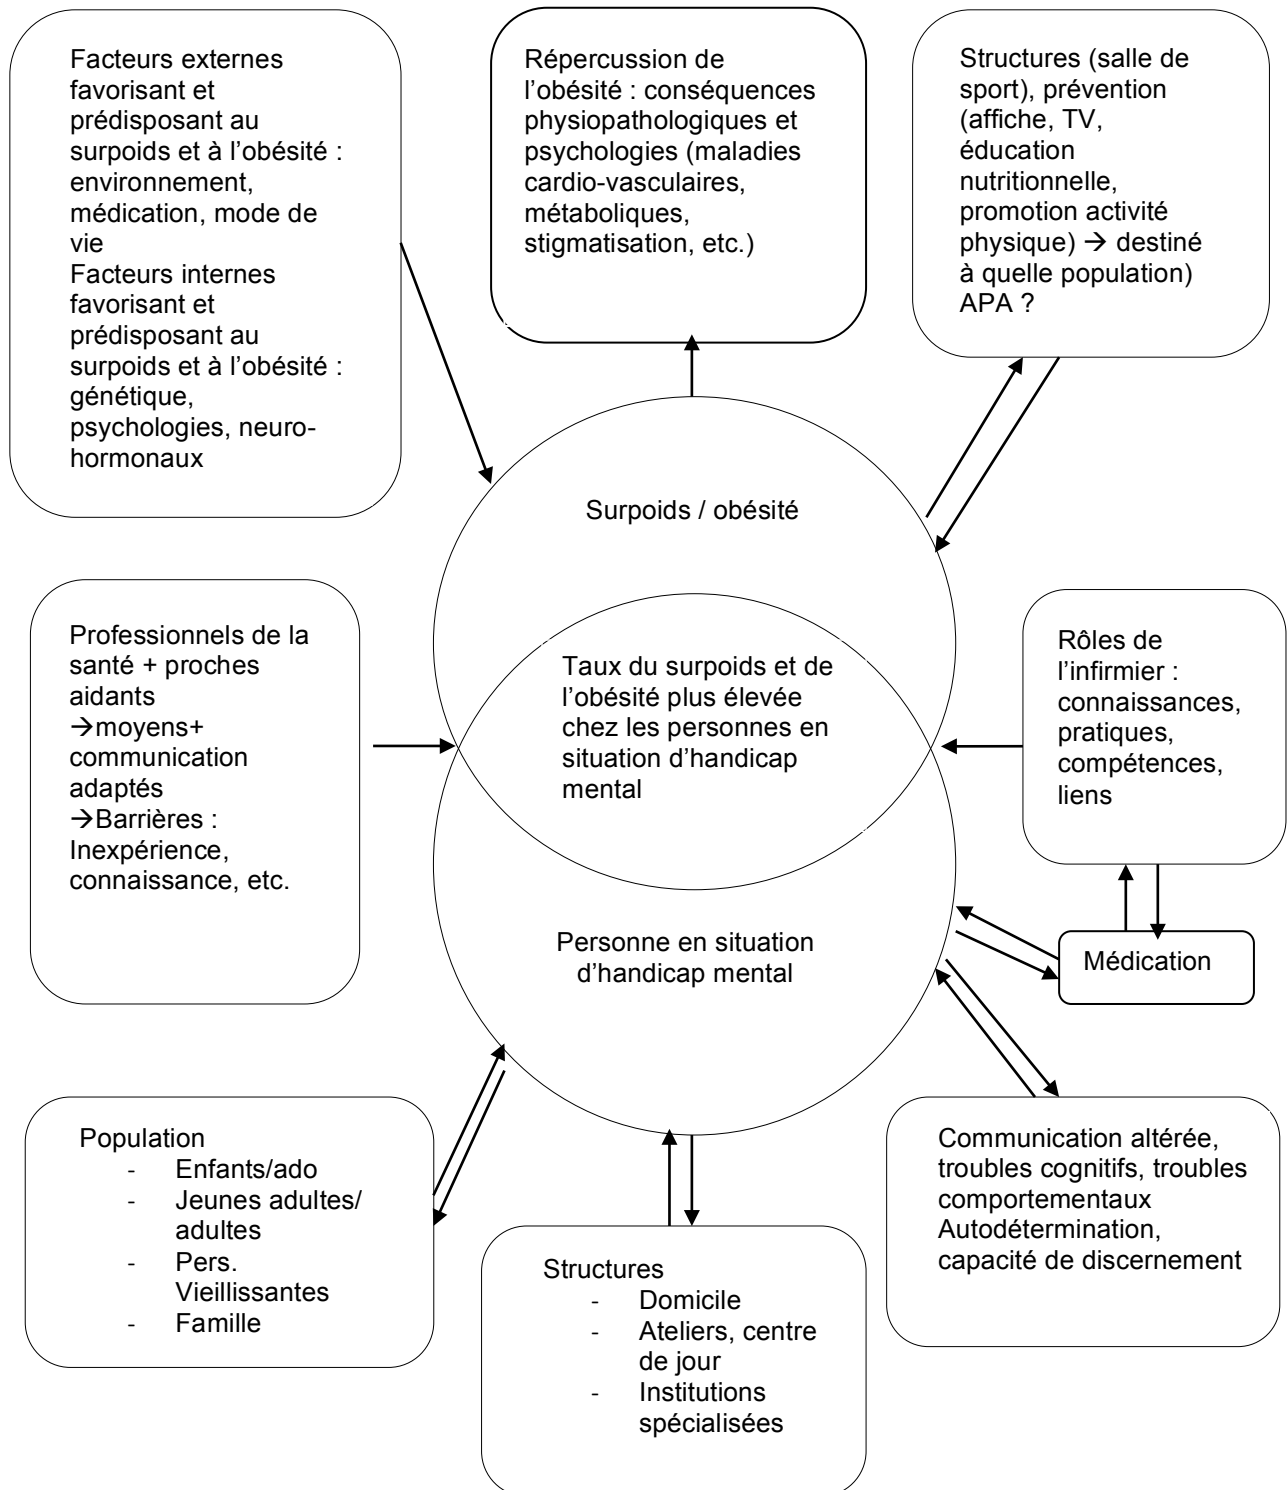 Facteurs externes
favorisant et
prédisposant au
surpoids et à l’obésité :
environnement,
médication, mode de
vie
Facteurs internes
favorisant et
prédisposant au
surpoids et à l’obésité :
génétique,
psychologies, neuro-
hormonaux
Répercussion de
l’obésité : conséquences
physiopathologiques et
psychologies (maladies
cardio-vasculaires,
métaboliques,
stigmatisation, etc.)
Structures (salle de
sport), prévention
(affiche, TV,
éducation
nutritionnelle,
promotion activité
physique) → destiné
à quelle population)
APA ?
Surpoids / obésité
Professionnels de la
santé + proches
aidants
→moyens+
communication
adaptés
→Barrières :
Inexpérience,
connaissance, etc.
Taux du surpoids et de
l’obésité plus élevée
chez les personnes en
situation d’handicap
mental
Rôles de
l’infirmier :
connaissances,
pratiques,
compétences,
liens
Personne en situation
d’handicap mental
Médication
Population
- Enfants/ado
- Jeunes adultes/
adultes
- Pers.
Vieillissantes
- Famille
Structures
- Domicile
- Ateliers, centre
de jour
- Institutions
spécialisées
Communication altérée,
troubles cognitifs, troubles
comportementaux
Autodétermination,
capacité de discernement